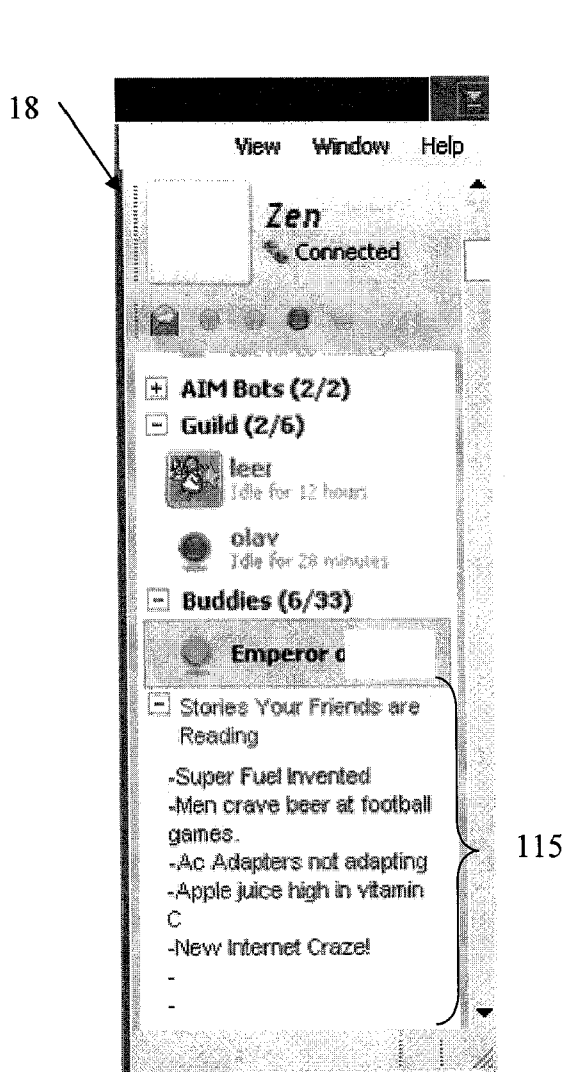 18
View Window Help
Zen
Connected
AIM Bots (2/2)
Guild (2/6)
leer
Idle for 12 hours
olav
Idle for 28 minutes
Buddies (6/33)
Emperor
Stories Your Friends are
Reading
-Super Fuel Invented
-Men crave beer at football
games.
-Ac Adapters not adapting
-Apple juice high in vitamin
C
-New Internet Craze!
-
-
115